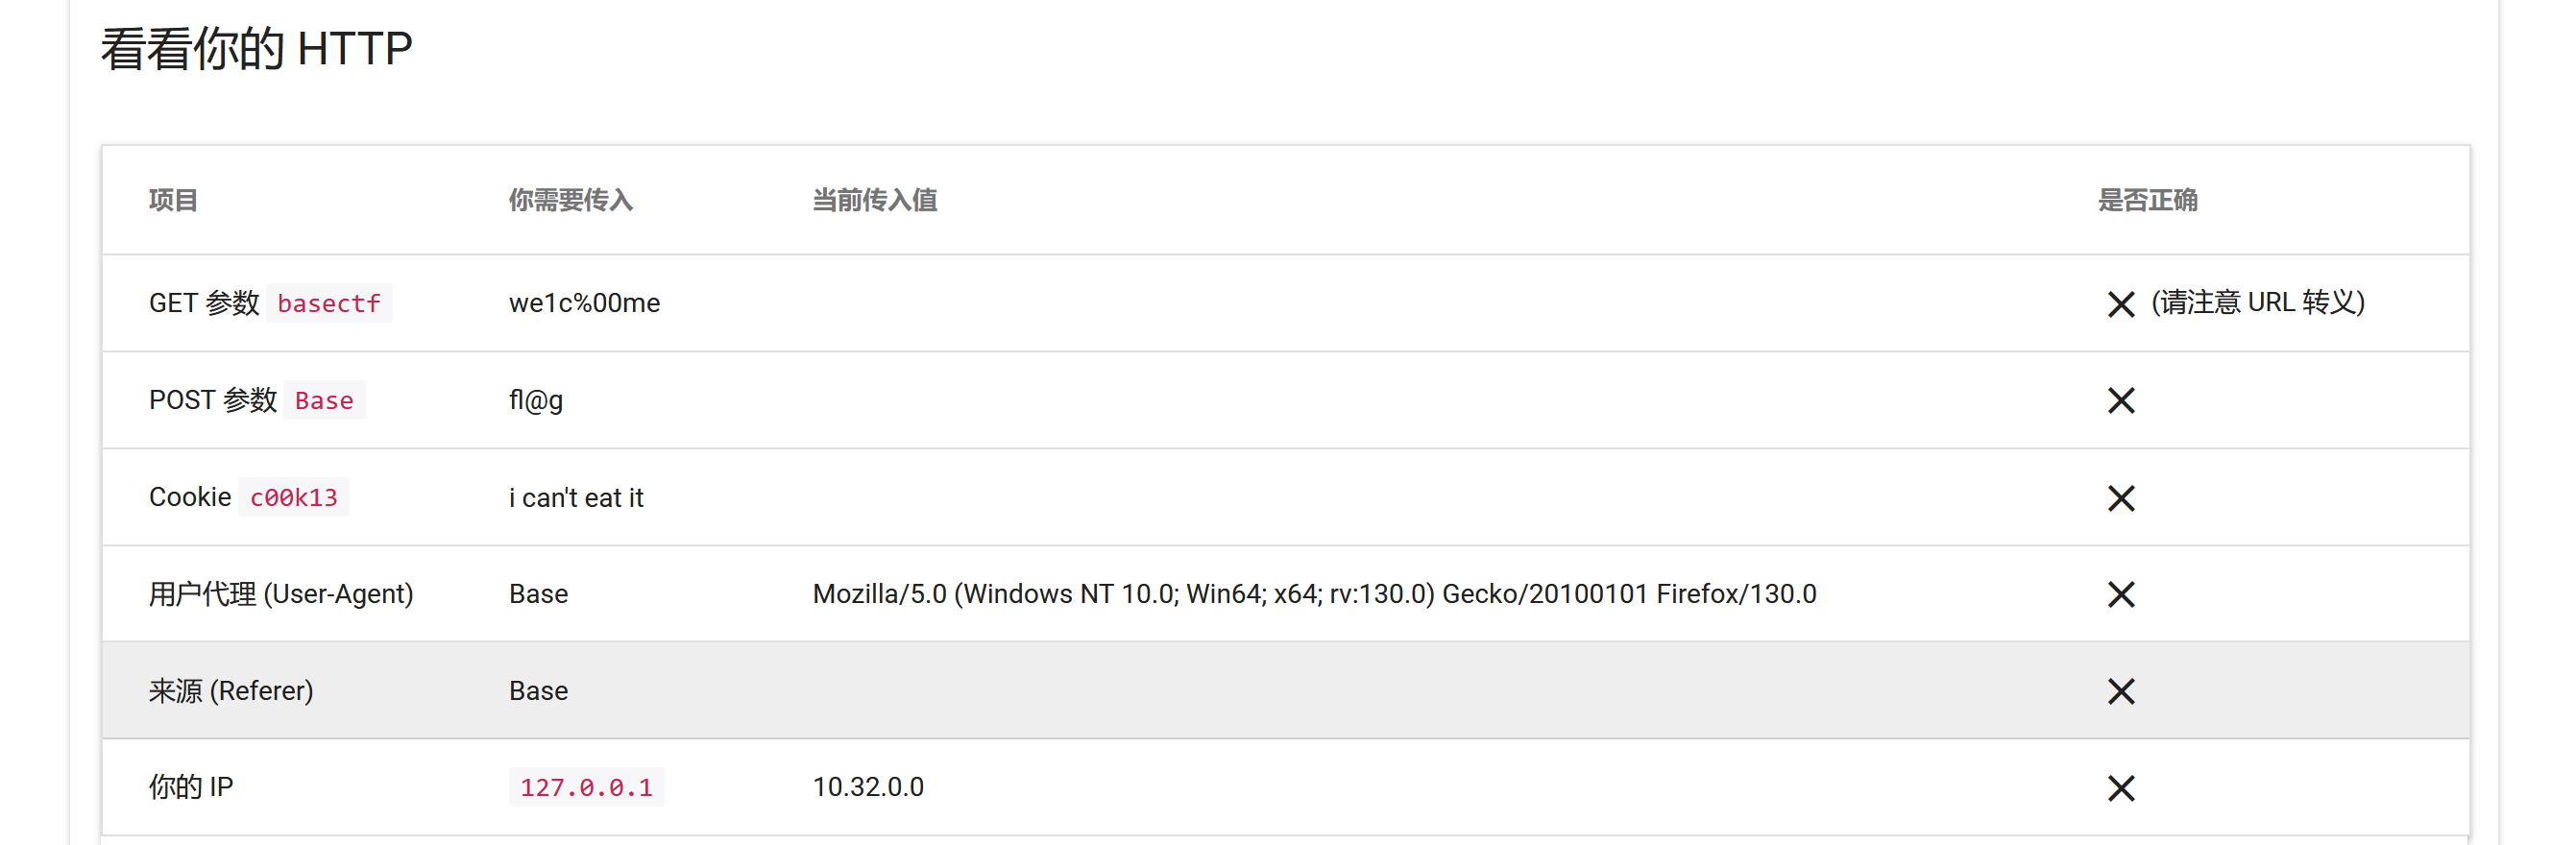 看看你的 HTTP
项目 你需要传入 当前传入值 是否正确
GET 参数 basectf we1c%00me (请注意 URL 转义)
POST 参数 Base fl@g
Cookie c00k13 i can't eat it
用户代理 (User-Agent) Base Mozilla/5.0 (Windows NT 10.0; Win64; x64; rv:130.0) Gecko/20100101 Firefox/130.0
来源 (Referer) Base
你的 IP 127.0.0.1 10.32.0.0